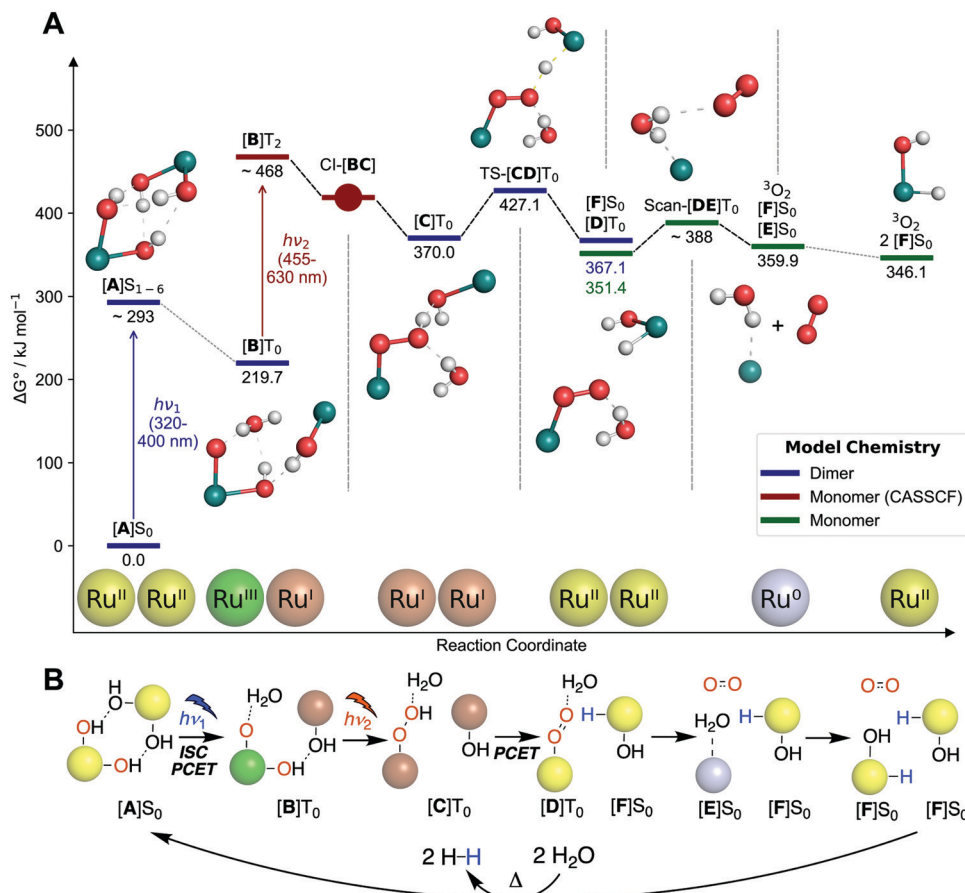 A
ΔG° / kJ mol⁻¹
500
400
300
200
100
0
[A]S₀
0.0
hν₁
(320-
400 nm)
[A]S₁₋₆
~ 293
[B]T₀
219.7
hν₂
(455-
630 nm)
[B]T₂
~ 468
CI-[BC]
[C]T₀
370.0
TS-[CD]T₀
427.1
[F]S₀
[D]T₀
367.1
351.4
Scan-[DE]T₀
~ 388
³O₂
[F]S₀
[E]S₀
359.9
+
³O₂
2 [F]S₀
346.1
Model Chemistry
Dimer
Monomer (CASSCF)
Monomer
Ruᴵᴵ Ruᴵᴵ Ruᴵᴵᴵ Ruᴵ Ruᴵ Ruᴵ Ruᴵᴵ Ruᴵᴵ Ru⁰ Ruᴵᴵ
Reaction Coordinate
B
H
O
OH
OH
OH
[A]S₀
hν₁
ISC
PCET
H₂O
O
OH
OH
[B]T₀
hν₂
H₂O
OH
O
OH
[C]T₀
PCET
H₂O
O
O
H
OH
[D]T₀ [F]S₀
O=O
H₂O
H
OH
[E]S₀ [F]S₀
O=O
OH
H
H
OH
[F]S₀ [F]S₀
2 H-H
Δ
2 H₂O